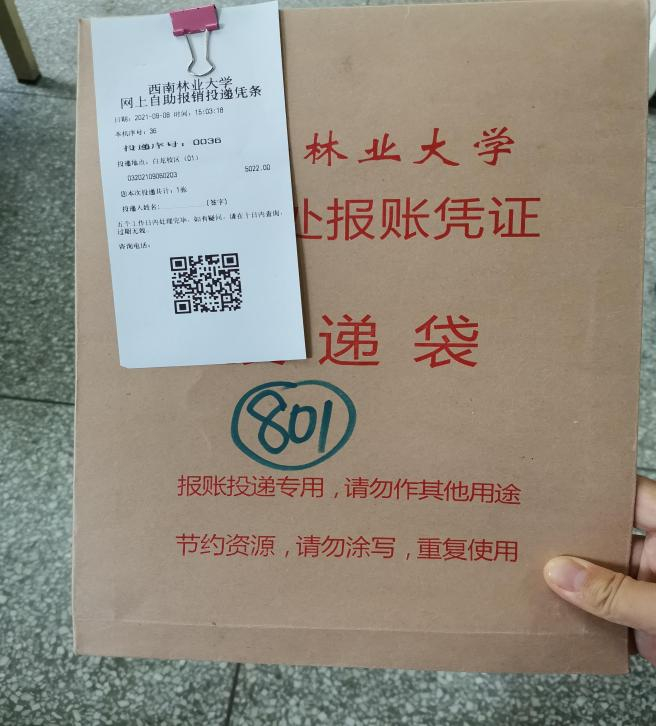 西南林业大学
网上自助报销投递凭条
日期：2021-09-08 时间：15:03:18
本机序号：36
投递序号：0036
投递地点：白龙校区（01）
03202109060203 5022.00
您本次投递共计：1张
投递人姓名：____________(签字)
五个工作日内处理完毕，如有疑问，请在十日内查询，
过期无效。
咨询电话：
林业大学
处报账凭证
递袋
801
报账投递专用，请勿作其他用途
节约资源，请勿涂写，重复使用